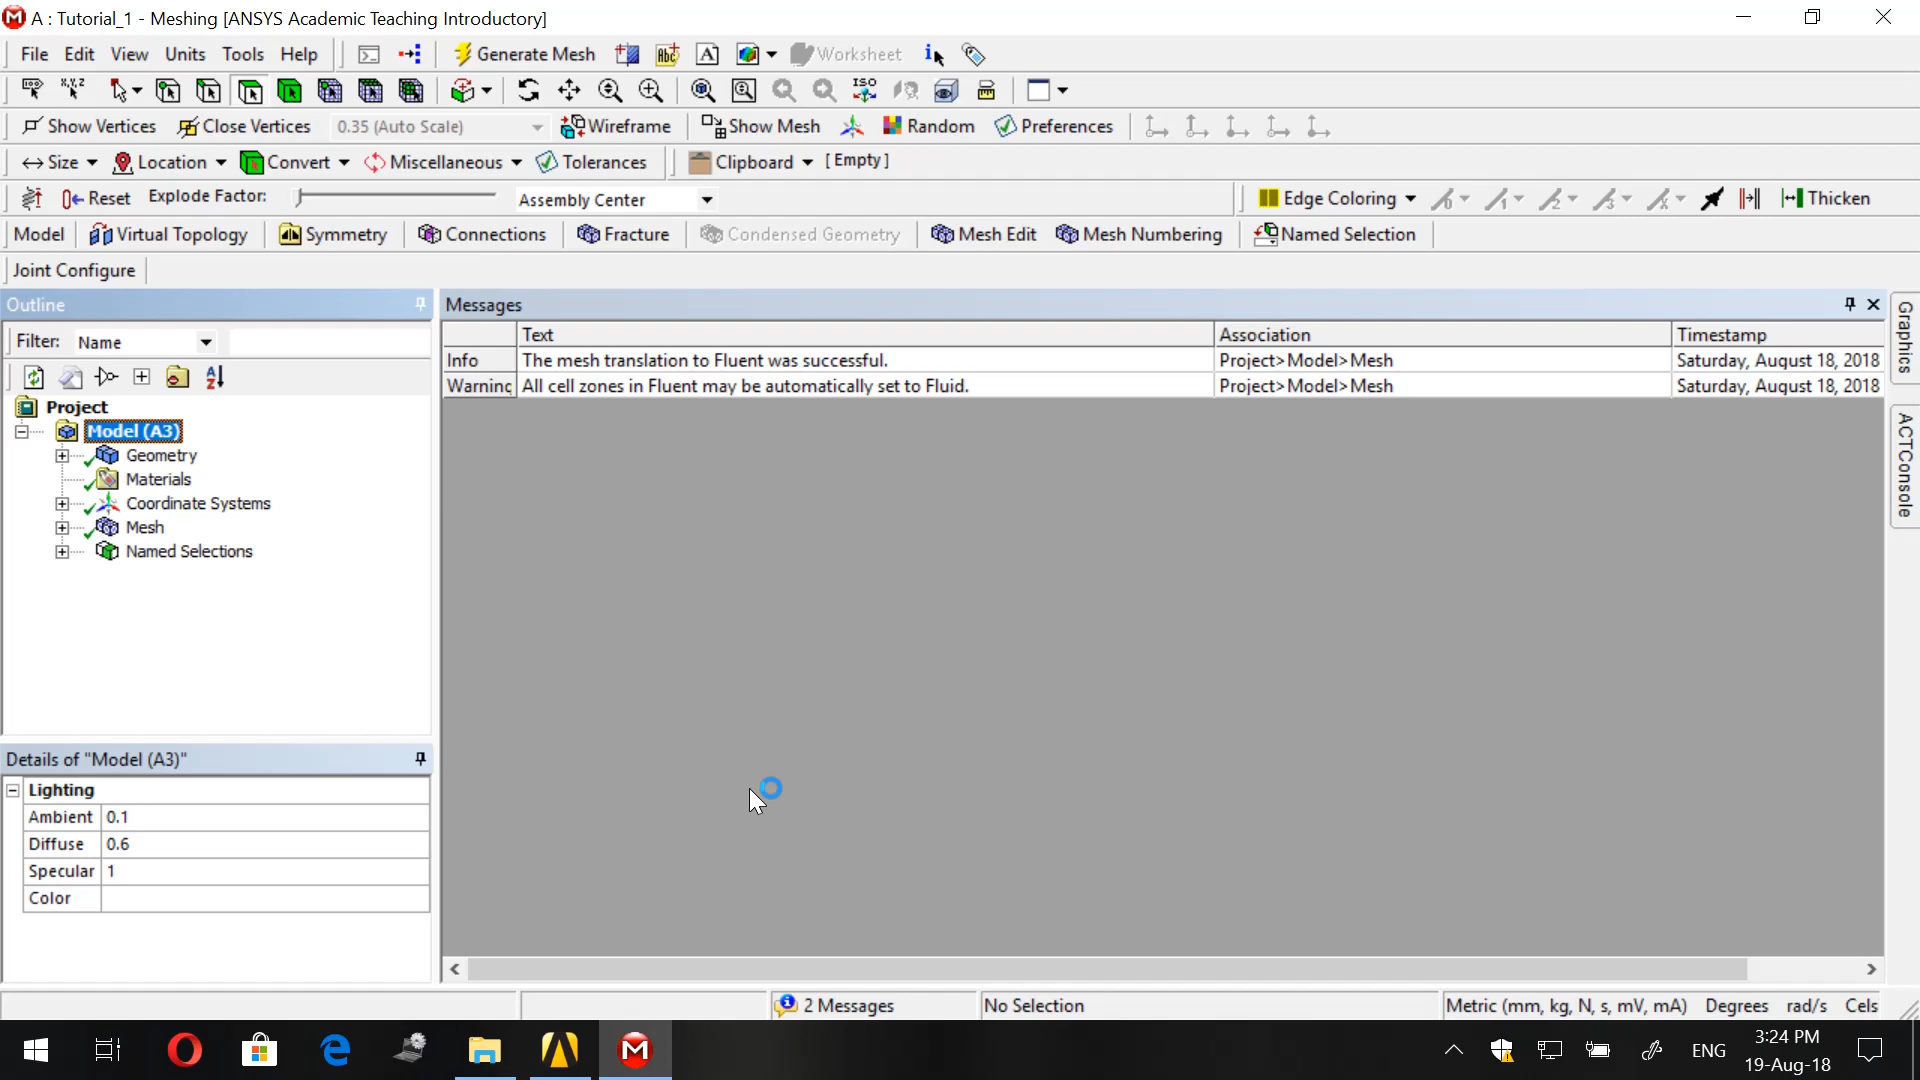 A : Tutorial_1 - Meshing [ANSYS Academic Teaching Introductory]
File Edit View Units Tools Help Generate Mesh Worksheet
Show Vertices Close Vertices 0.35 (Auto Scale) Wireframe Show Mesh Random Preferences
Size Location Convert Miscellaneous Tolerances Clipboard [ Empty ]
Reset Explode Factor: Assembly Center Edge Coloring Thicken
Model Virtual Topology Symmetry Connections Fracture Condensed Geometry Mesh Edit Mesh Numbering Named Selection
Joint Configure
Outline
Filter: Name
Project
Model (A3)
Geometry
Materials
Coordinate Systems
Mesh
Named Selections
Details of "Model (A3)"
Lighting
Ambient 0.1
Diffuse 0.6
Specular 1
Color
Messages
Text Association Timestamp
Info The mesh translation to Fluent was successful. Project>Model>Mesh Saturday, August 18, 2018
Warning All cell zones in Fluent may be automatically set to Fluid. Project>Model>Mesh Saturday, August 18, 2018
Graphics
ACTConsole
2 Messages No Selection Metric (mm, kg, N, s, mV, mA) Degrees rad/s Cels
ENG
3:24 PM
19-Aug-18